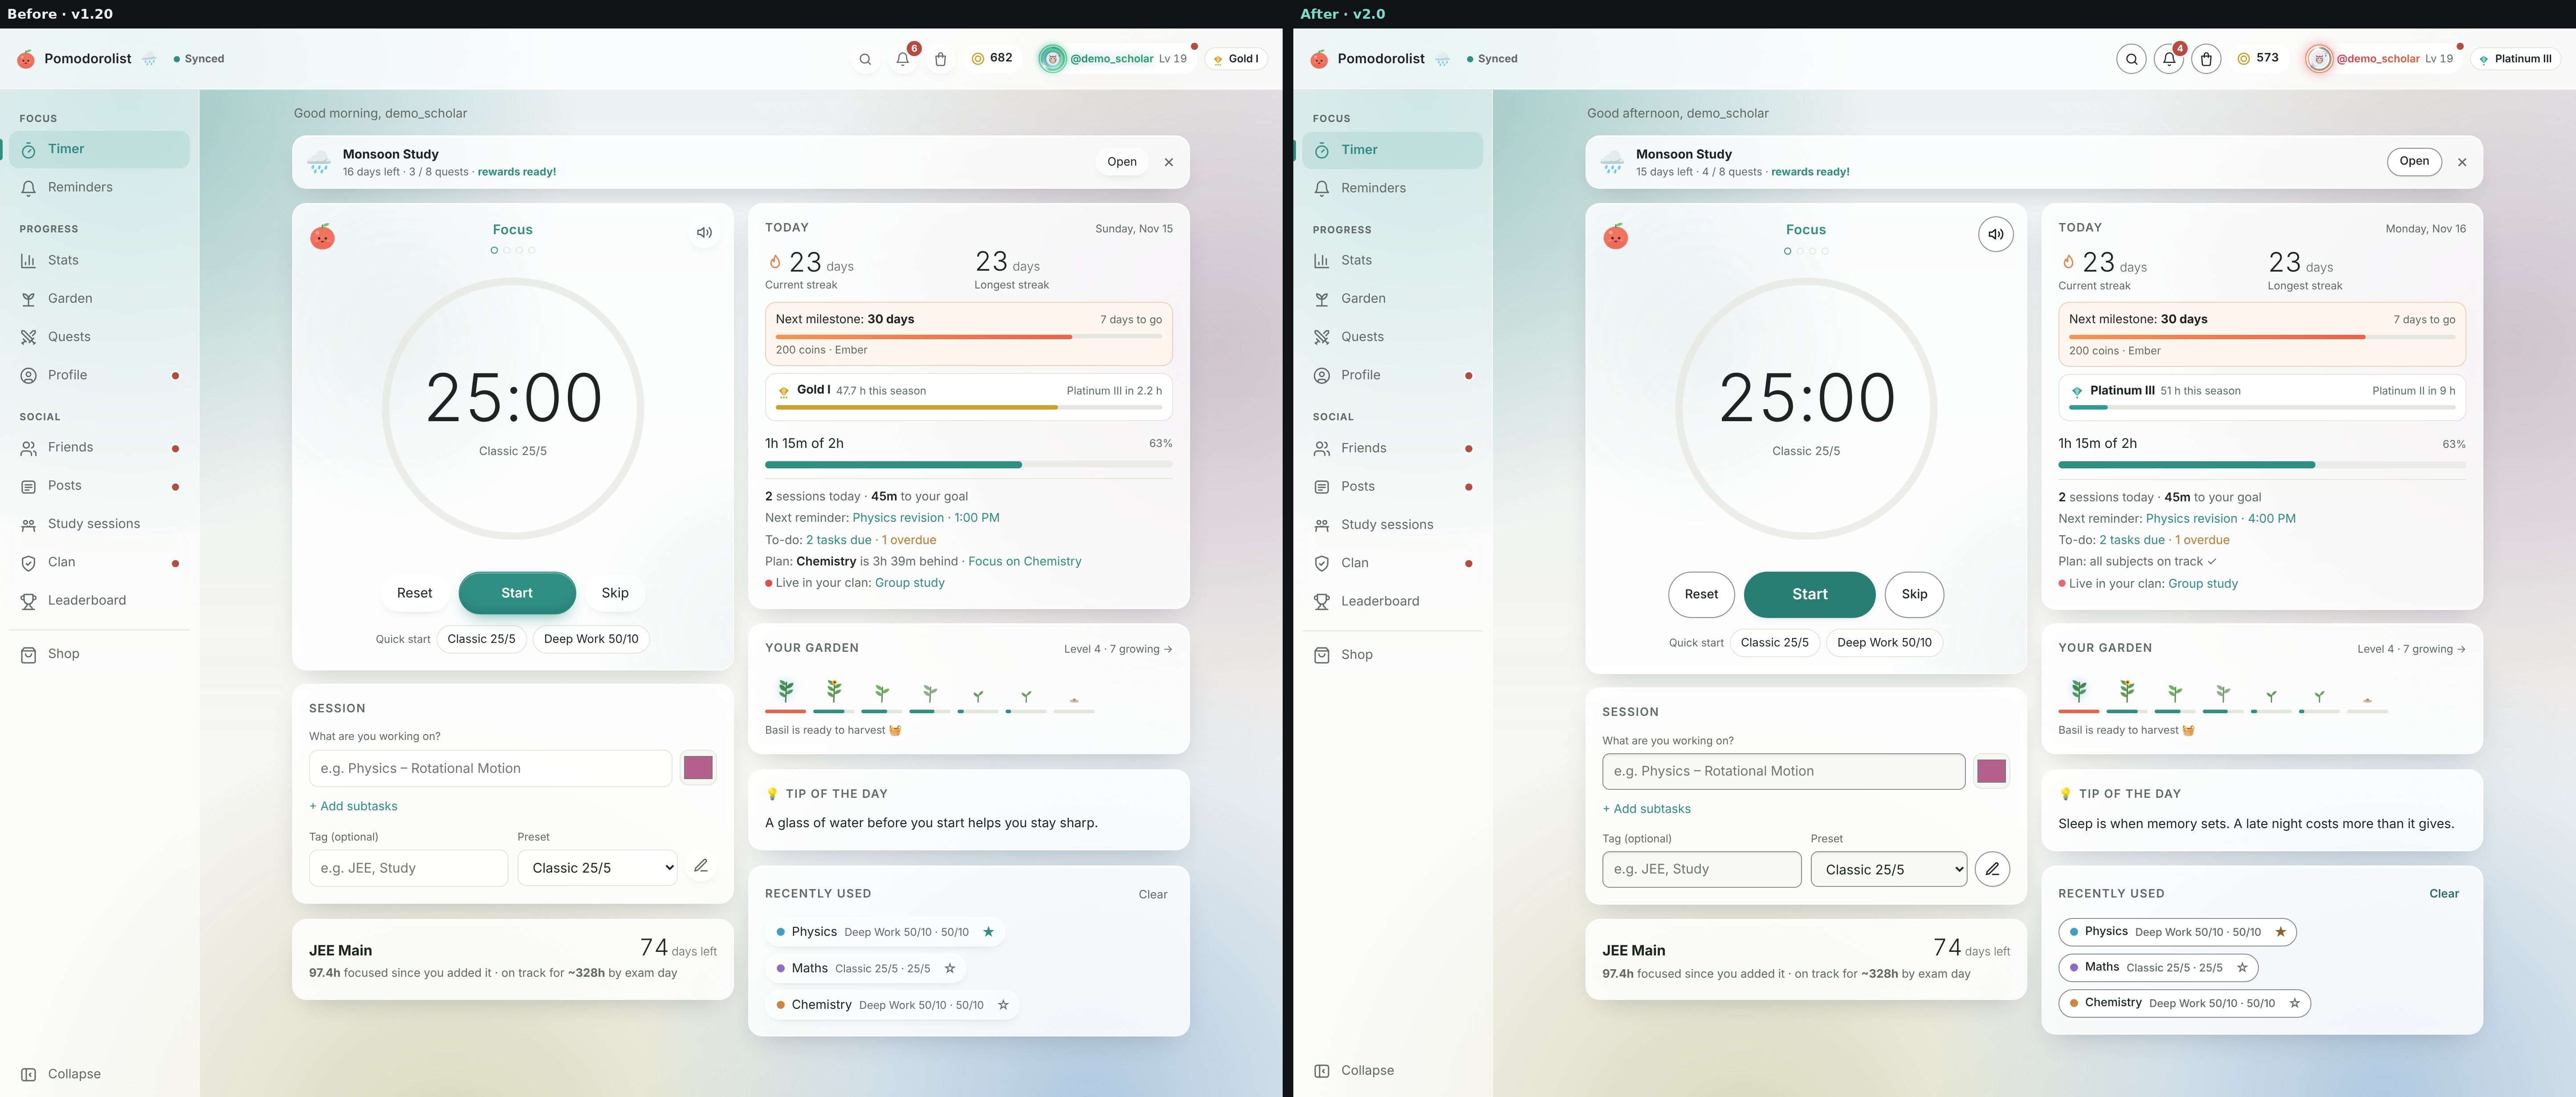 Before · v1.20
Pomodorolist
Synced
6
682
@demo_scholar Lv 19
Gold I
FOCUS
Timer
Reminders
PROGRESS
Stats
Garden
Quests
Profile
SOCIAL
Friends
Posts
Study sessions
Clan
Leaderboard
Shop
Collapse
Good morning, demo_scholar
Monsoon Study
16 days left · 3 / 8 quests · rewards ready!
Open
Focus
25:00
Classic 25/5
Reset
Start
Skip
Quick start
Classic 25/5
Deep Work 50/10
SESSION
What are you working on?
e.g. Physics – Rotational Motion
+ Add subtasks
Tag (optional)
Preset
e.g. JEE, Study
Classic 25/5
JEE Main
74 days left
97.4h focused since you added it · on track for ~328h by exam day
TODAY
Sunday, Nov 15
23 days
Current streak
23 days
Longest streak
Next milestone: 30 days
7 days to go
200 coins · Ember
Gold I 47.7 h this season
Platinum III in 2.2 h
1h 15m of 2h
63%
2 sessions today · 45m to your goal
Next reminder: Physics revision · 1:00 PM
To-do: 2 tasks due · 1 overdue
Plan: Chemistry is 3h 39m behind · Focus on Chemistry
Live in your clan: Group study
YOUR GARDEN
Level 4 · 7 growing →
Basil is ready to harvest
TIP OF THE DAY
A glass of water before you start helps you stay sharp.
RECENTLY USED
Clear
Physics Deep Work 50/10 · 50/10
Maths Classic 25/5 · 25/5
Chemistry Deep Work 50/10 · 50/10
After · v2.0
Pomodorolist
Synced
4
573
@demo_scholar Lv 19
Platinum III
FOCUS
Timer
Reminders
PROGRESS
Stats
Garden
Quests
Profile
SOCIAL
Friends
Posts
Study sessions
Clan
Leaderboard
Shop
Collapse
Good afternoon, demo_scholar
Monsoon Study
15 days left · 4 / 8 quests · rewards ready!
Open
Focus
25:00
Classic 25/5
Reset
Start
Skip
Quick start
Classic 25/5
Deep Work 50/10
SESSION
What are you working on?
e.g. Physics – Rotational Motion
+ Add subtasks
Tag (optional)
Preset
e.g. JEE, Study
Classic 25/5
JEE Main
74 days left
97.4h focused since you added it · on track for ~328h by exam day
TODAY
Monday, Nov 16
23 days
Current streak
23 days
Longest streak
Next milestone: 30 days
7 days to go
200 coins · Ember
Platinum III 51 h this season
Platinum II in 9 h
1h 15m of 2h
63%
2 sessions today · 45m to your goal
Next reminder: Physics revision · 4:00 PM
To-do: 2 tasks due · 1 overdue
Plan: all subjects on track ✓
Live in your clan: Group study
YOUR GARDEN
Level 4 · 7 growing →
Basil is ready to harvest
TIP OF THE DAY
Sleep is when memory sets. A late night costs more than it gives.
RECENTLY USED
Clear
Physics Deep Work 50/10 · 50/10
Maths Classic 25/5 · 25/5
Chemistry Deep Work 50/10 · 50/10